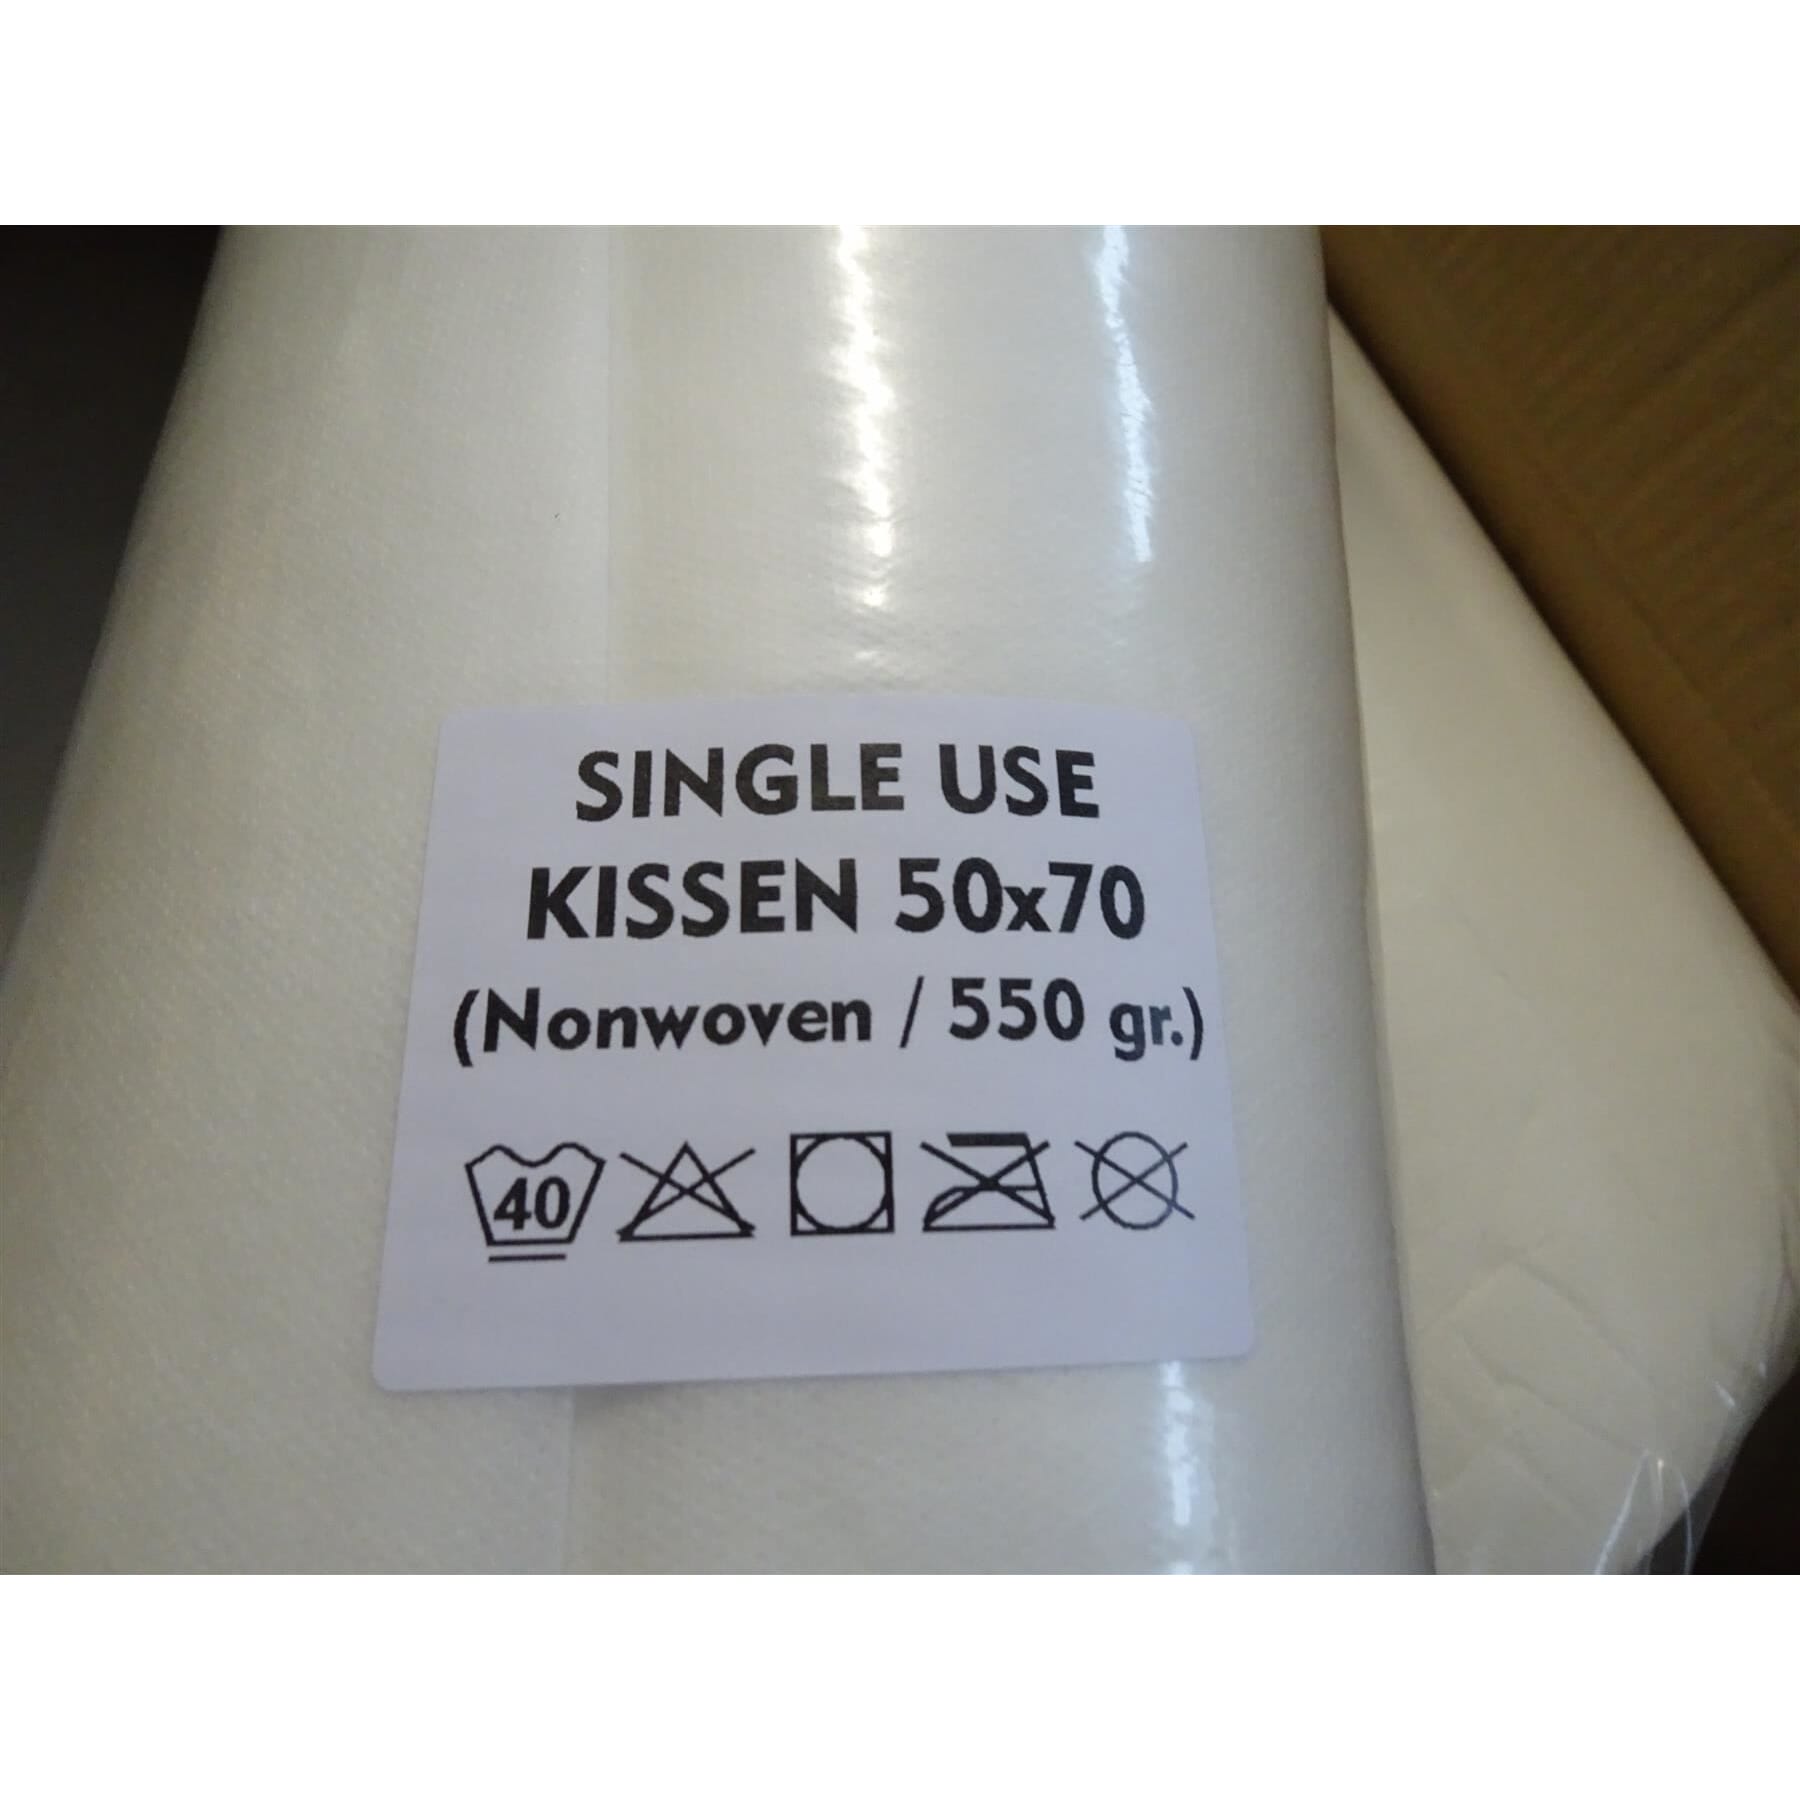 SINGLE USE
KISSEN 50x70
(Nonwoven / 550 gr.)
40